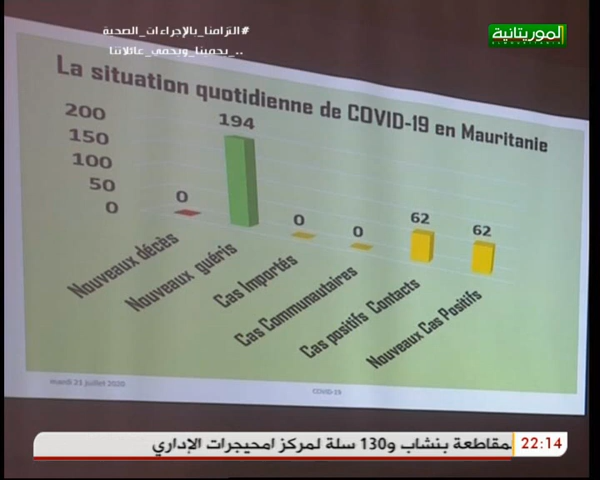 #التزامنا_بالإجراءات_الصحية
.. يحمينا_ويحمي_عائلاتنا
الموريتانية
La situation quotidienne de COVID-19 en Mauritanie
200
150
100
50
0
0
194
0
0
62
62
Nouveaux décès
Nouveaux guéris
Cas Importés
Cas Communautaires
Cas positifs Contacts
Nouveaux Cas Positifs
mardi 21 juillet 2020
COVID-19
22:14
مقاطعة بنشاب و130 سلة لمركز امحيجرات الإداري